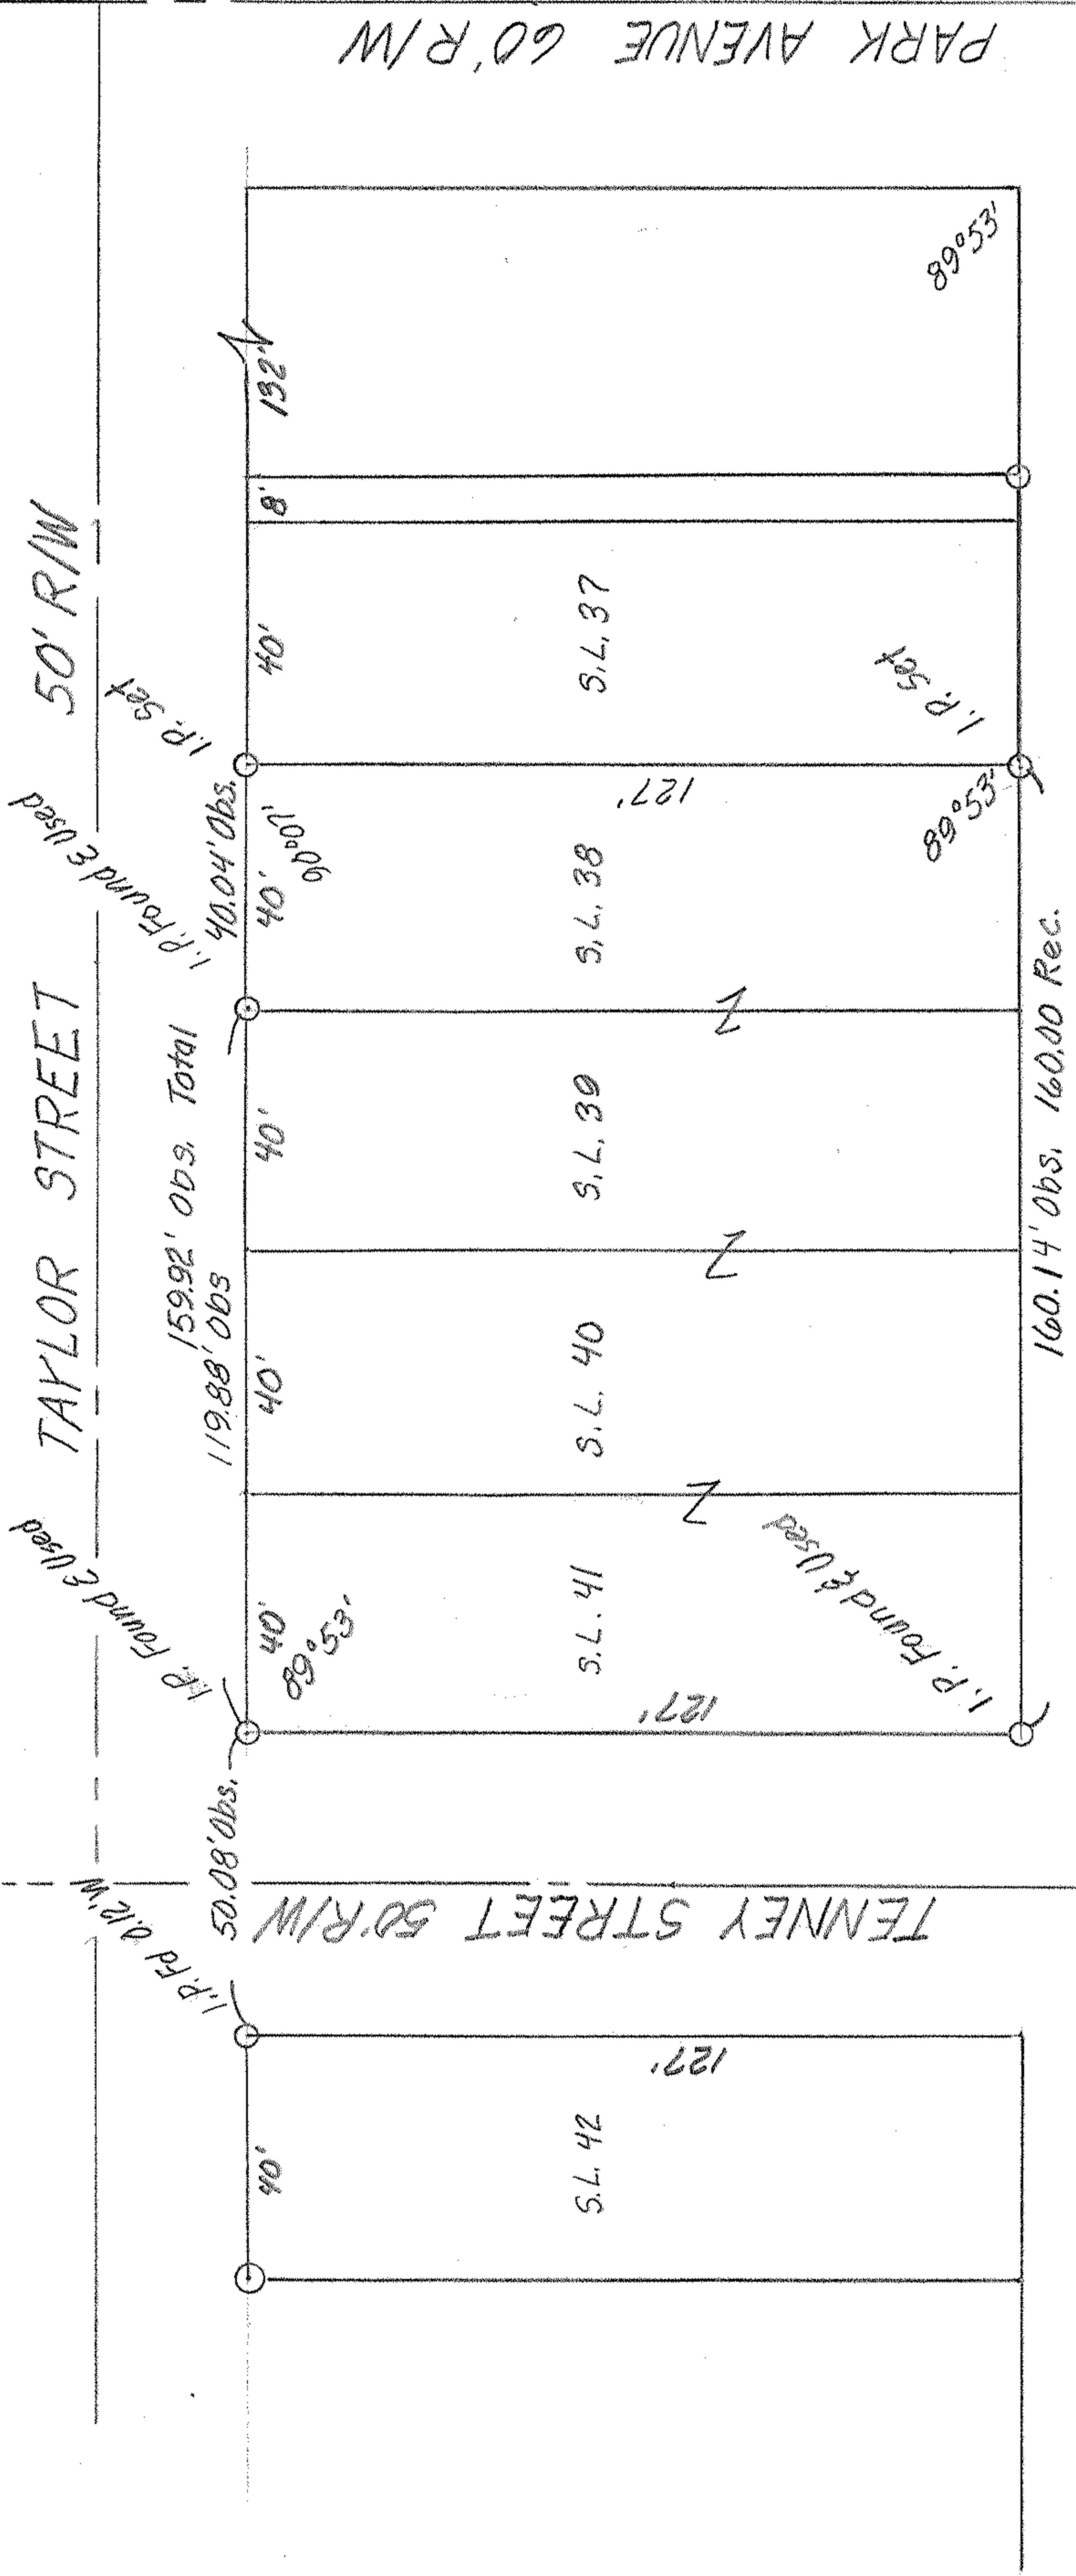 TAYLOR STREET 50' R/W
PARK AVENUE 60' R/W
TENNEY STREET 50' R/W
I.P. Fd 0.12' W
50.08' Obs.
I.P. Found & Used
159.92' Obs. Total
119.88' Obs
I.P. Found & Used
40.04' Obs.
I.P. Set
40'
40'
89°53'
40'
40'
40'
90°07'
40'
8'
132'
S.L. 42
127'
127'
S.L. 41
S.L. 40
S.L. 39
S.L. 38
127'
S.L. 37
I.P. Found & Used
89°53'
I.P. Set
89°53'
160.14' Obs. 160.00 Rec.